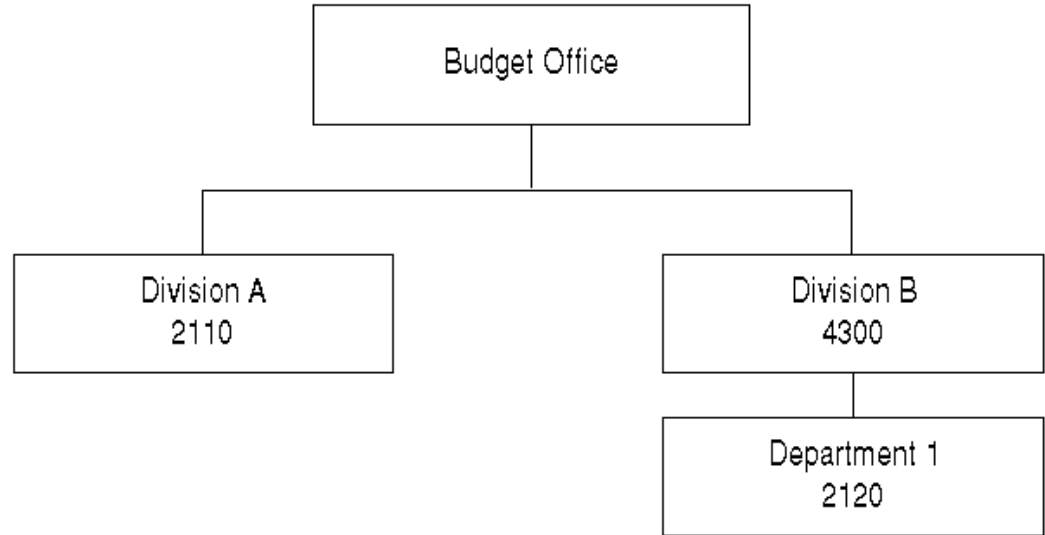 Budget Office
Division A
2110
Division B
4300
Department 1
2120